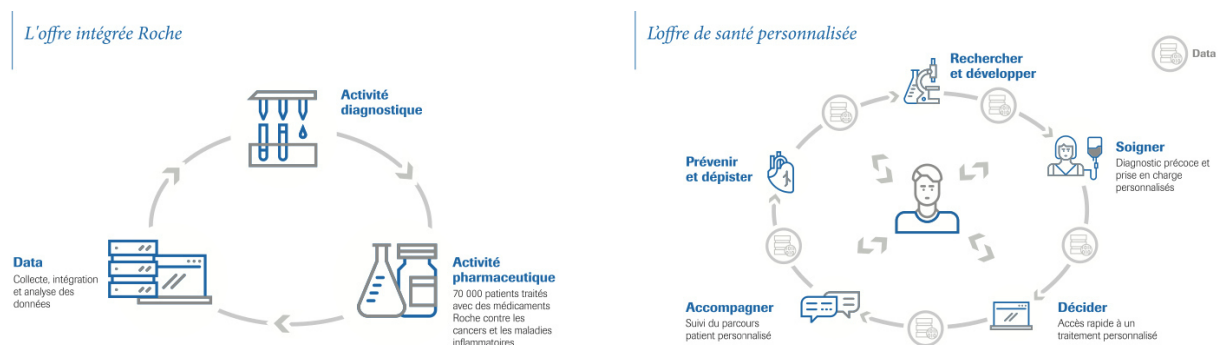 L'offre intégrée Roche
Activité
diagnostique
Data
Collecte, intégration
et analyse des
données
Activité
pharmaceutique
70 000 patients traités
avec des médicaments
Roche contre les
cancers et les maladies
inflammatoires
L'offre de santé personnalisée
Data
Rechercher
et développer
Soigner
Diagnostic précoce et
prise en charge
personnalisés
Prévenir
et dépister
Accompagner
Suivi du parcours
patient personnalisé
Décider
Accès rapide à un
traitement personnalisé